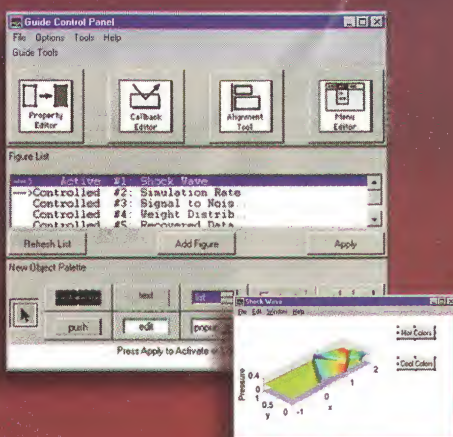 Guide Control Panel
File Options Tools Help
Guide Tools
Property Editor
Callback Editor
Alignment Tool
Menu Editor
Figure List
Active #1: Shock Wave
Controlled #2: Simulation Rate
Controlled #3: Signal to Nois
Controlled #4: Weight Distrib
Controlled #5: Recovered Data
Refresh List Add Figure Apply
New Object Palette
text list
push edit popup
Press Apply to Activate
Shock Wave
File Edit Window Help
Hot Colors
Cool Colors
Pressure
0.4
0
1
0.5
0
y
-1
0
1
2
x